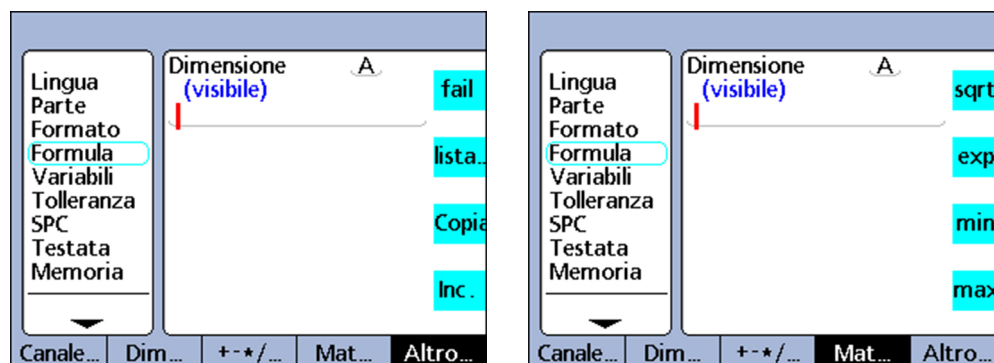 Lingua
Parte
Formato
Formula
Variabili
Tolleranza
SPC
Testata
Memoria
Dimensione A
(visibile)
fail
lista..
Copia
Inc.
Canale... Dim... +-*/... Mat... Altro...
Lingua
Parte
Formato
Formula
Variabili
Tolleranza
SPC
Testata
Memoria
Dimensione A
(visibile)
sqrt
exp
min
max
Canale... Dim... +-*/... Mat... Altro...